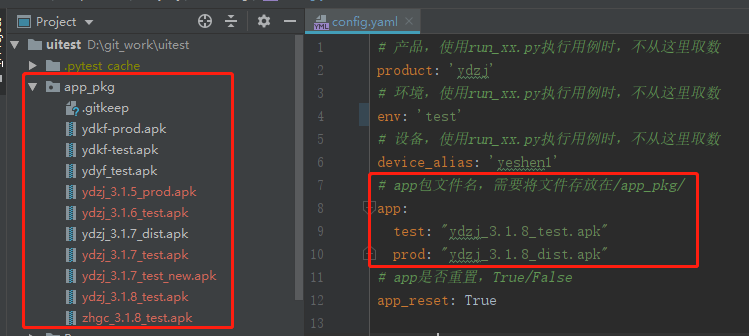 Project
config.yaml
uitest D:\git_work\uitest
.pytest_cache
app_pkg
.gitkeep
ydkf-prod.apk
ydkf-test.apk
ydyf_test.apk
ydzj_3.1.5_prod.apk
ydzj_3.1.6_test.apk
ydzj_3.1.7_dist.apk
ydzj_3.1.7_test.apk
ydzj_3.1.7_test_new.apk
ydzj_3.1.8_test.apk
zhgc_3.1.8_test.apk
1 # 产品，使用run_xx.py执行用例时，不从这里取数
2 product: 'ydzj'
3 # 环境，使用run_xx.py执行用例时，不从这里取数
4 env: 'test'
5 # 设备，使用run_xx.py执行用例时，不从这里取数
6 device_alias: 'yeshen1'
7 # app包文件名，需要将文件存放在/app_pkg/
8 app:
9 test: "ydzj_3.1.8_test.apk"
10 prod: "ydzj_3.1.8_dist.apk"
11 # app是否重置，True/False
12 app_reset: True
13